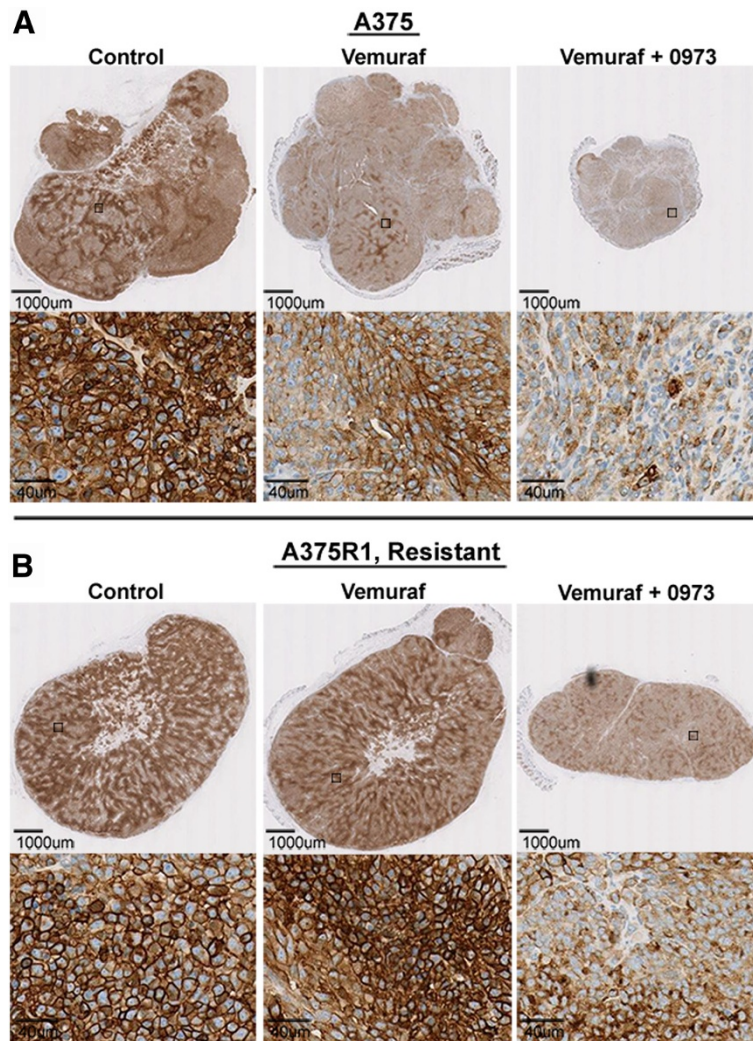 A
A375
Control
Vemuraf
Vemuraf + 0973
1000um
1000um
1000um
40um
40um
40um
B
A375R1, Resistant
Control
Vemuraf
Vemuraf + 0973
1000um
1000um
1000um
40um
40um
40um